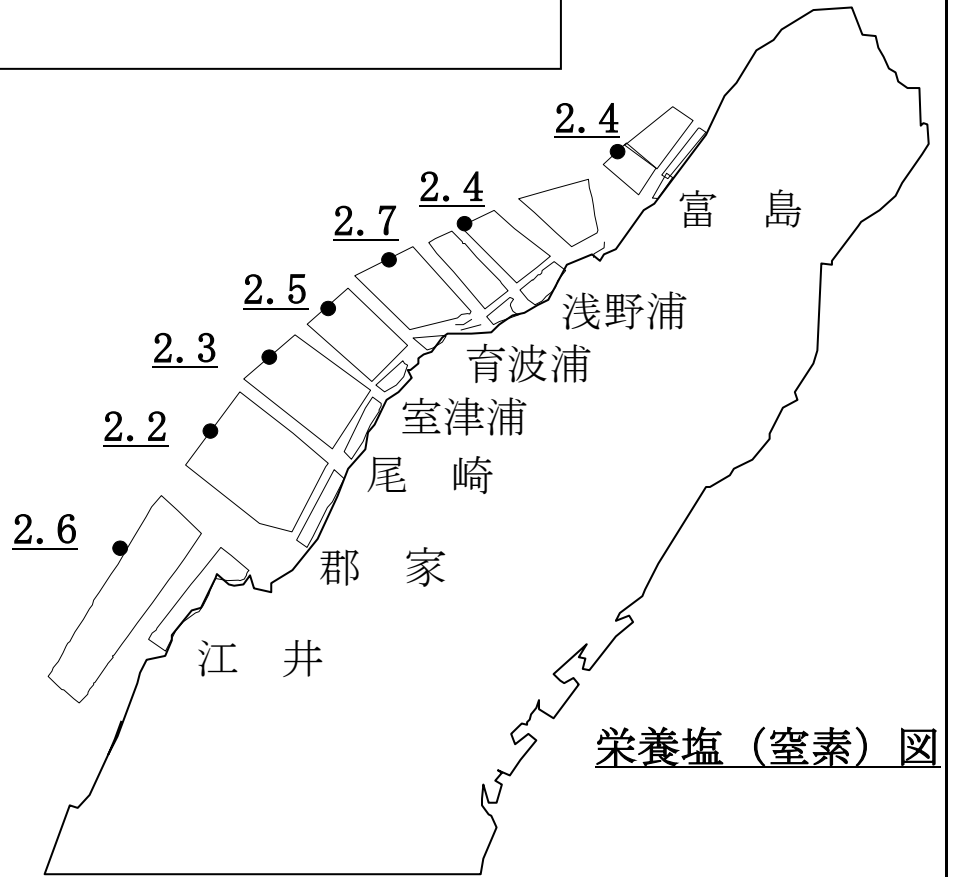 2.4
2.4
富 島
2.7
2.5
浅野浦
2.3
育波浦
2.2
室津浦
尾 崎
2.6
郡 家
江 井
栄養塩（窒素）図